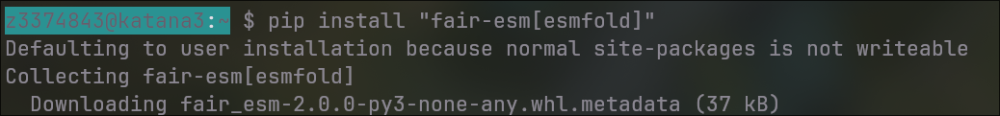 z3374843@katana3:~ $ pip install "fair-esm[esmfold]"
Defaulting to user installation because normal site-packages is not writeable
Collecting fair-esm[esmfold]
  Downloading fair_esm-2.0.0-py3-none-any.whl.metadata (37 kB)